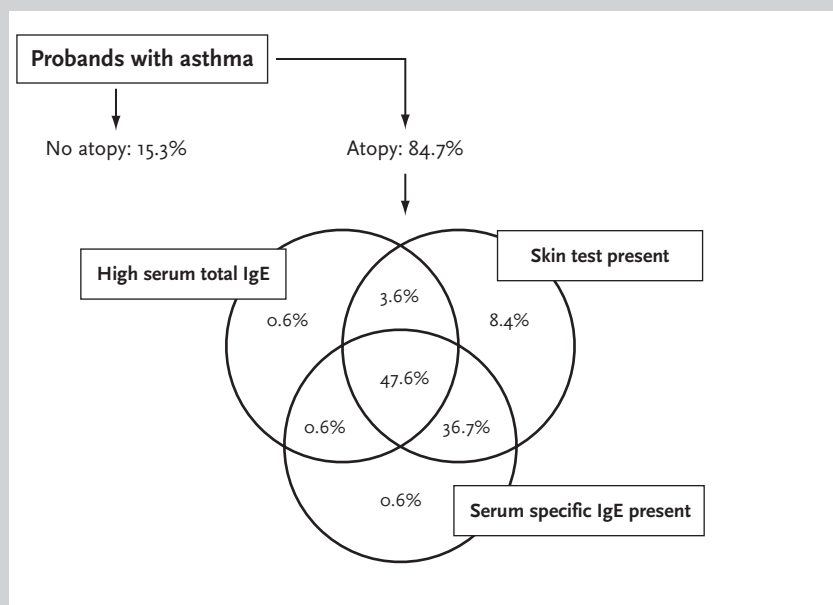 Probands with asthma
No atopy: 15.3%
Atopy: 84.7%
High serum total IgE
Skin test present
3.6%
0.6%
8.4%
47.6%
0.6%
36.7%
0.6%
Serum specific IgE present